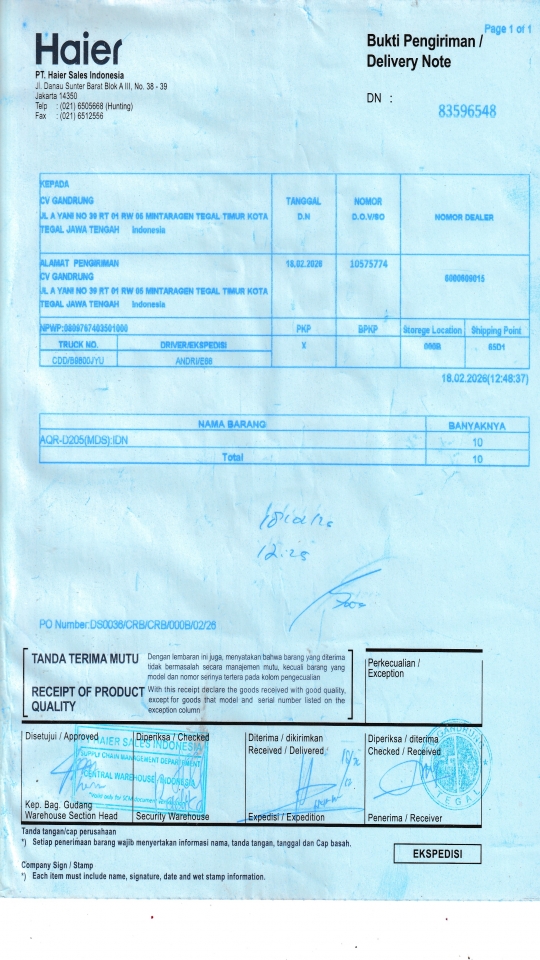 Page 1 of 1
Haier
Bukti Pengiriman /
Delivery Note
PT. Haier Sales Indonesia
Jl. Danau Sunter Barat Blok A III, No. 38 - 39
Jakarta 14350
Telp : (021) 6505668 (Hunting)
Fax : (021) 6512556
DN :
83596548
KEPADA
CV GANDRUNG
JL A YANI NO 39 RT 01 RW 05 MINTARAGEN TEGAL TIMUR KOTA
TEGAL JAWA TENGAH Indonesia
TANGGAL
D.N
NOMOR
D.O.V/SO
NOMOR DEALER
ALAMAT PENGIRIMAN
CV GANDRUNG
JL A YANI NO 39 RT 01 RW 05 MINTARAGEN TEGAL TIMUR KOTA
TEGAL JAWA TENGAH Indonesia
18.02.2026
10575774
NPWP:
PKP
BPKP
Storage Location
Shipping Point
TRUCK NO.
DRIVER/EKSPEDISI
X
000B
65D1
CDD/B9800JYU
ANDRI/E66
18.02.2026(12:46:37)
NAMA BARANG
BANYAKNYA
AQR-D205(MDS):IDN
10
Total
10
12:25
PO Number:DS0036/CRB/CRB/000B/02/26
TANDA TERIMA MUTU
Dengan lembaran ini juga, menyatakan bahwa barang yang diterima
tidak bermasalah secara manajemen mutu, kecuali barang yang
model dan nomor serinya tertera pada kolom pengecualian
RECEIPT OF PRODUCT
QUALITY
With this receipt declare the goods received with good quality,
except for goods that model and serial number listed on the
exception column
Perkecualian /
Exception
Disetujui / Approved
Diperiksa / Checked
Diterima / dikirimkan
Received / Delivered
Diperiksa / diterima
Checked / Received
HAIER SALES INDONESIA
SUPPLY CHAIN MANAGEMENT DEPARTMENT
CENTRAL WAREHOUSE INDONESIA
TEGAL
Kep. Bag. Gudang
Warehouse Section Head
Security Warehouse
Expedisi / Expedition
Penerima / Receiver
Tanda tangan/cap perusahaan
*) Setiap penerimaan barang wajib menyertakan informasi nama, tanda tangan, tanggal dan Cap basah.
EKSPEDISI
Company Sign / Stamp
*) Each item must include name, signature, date and wet stamp information.